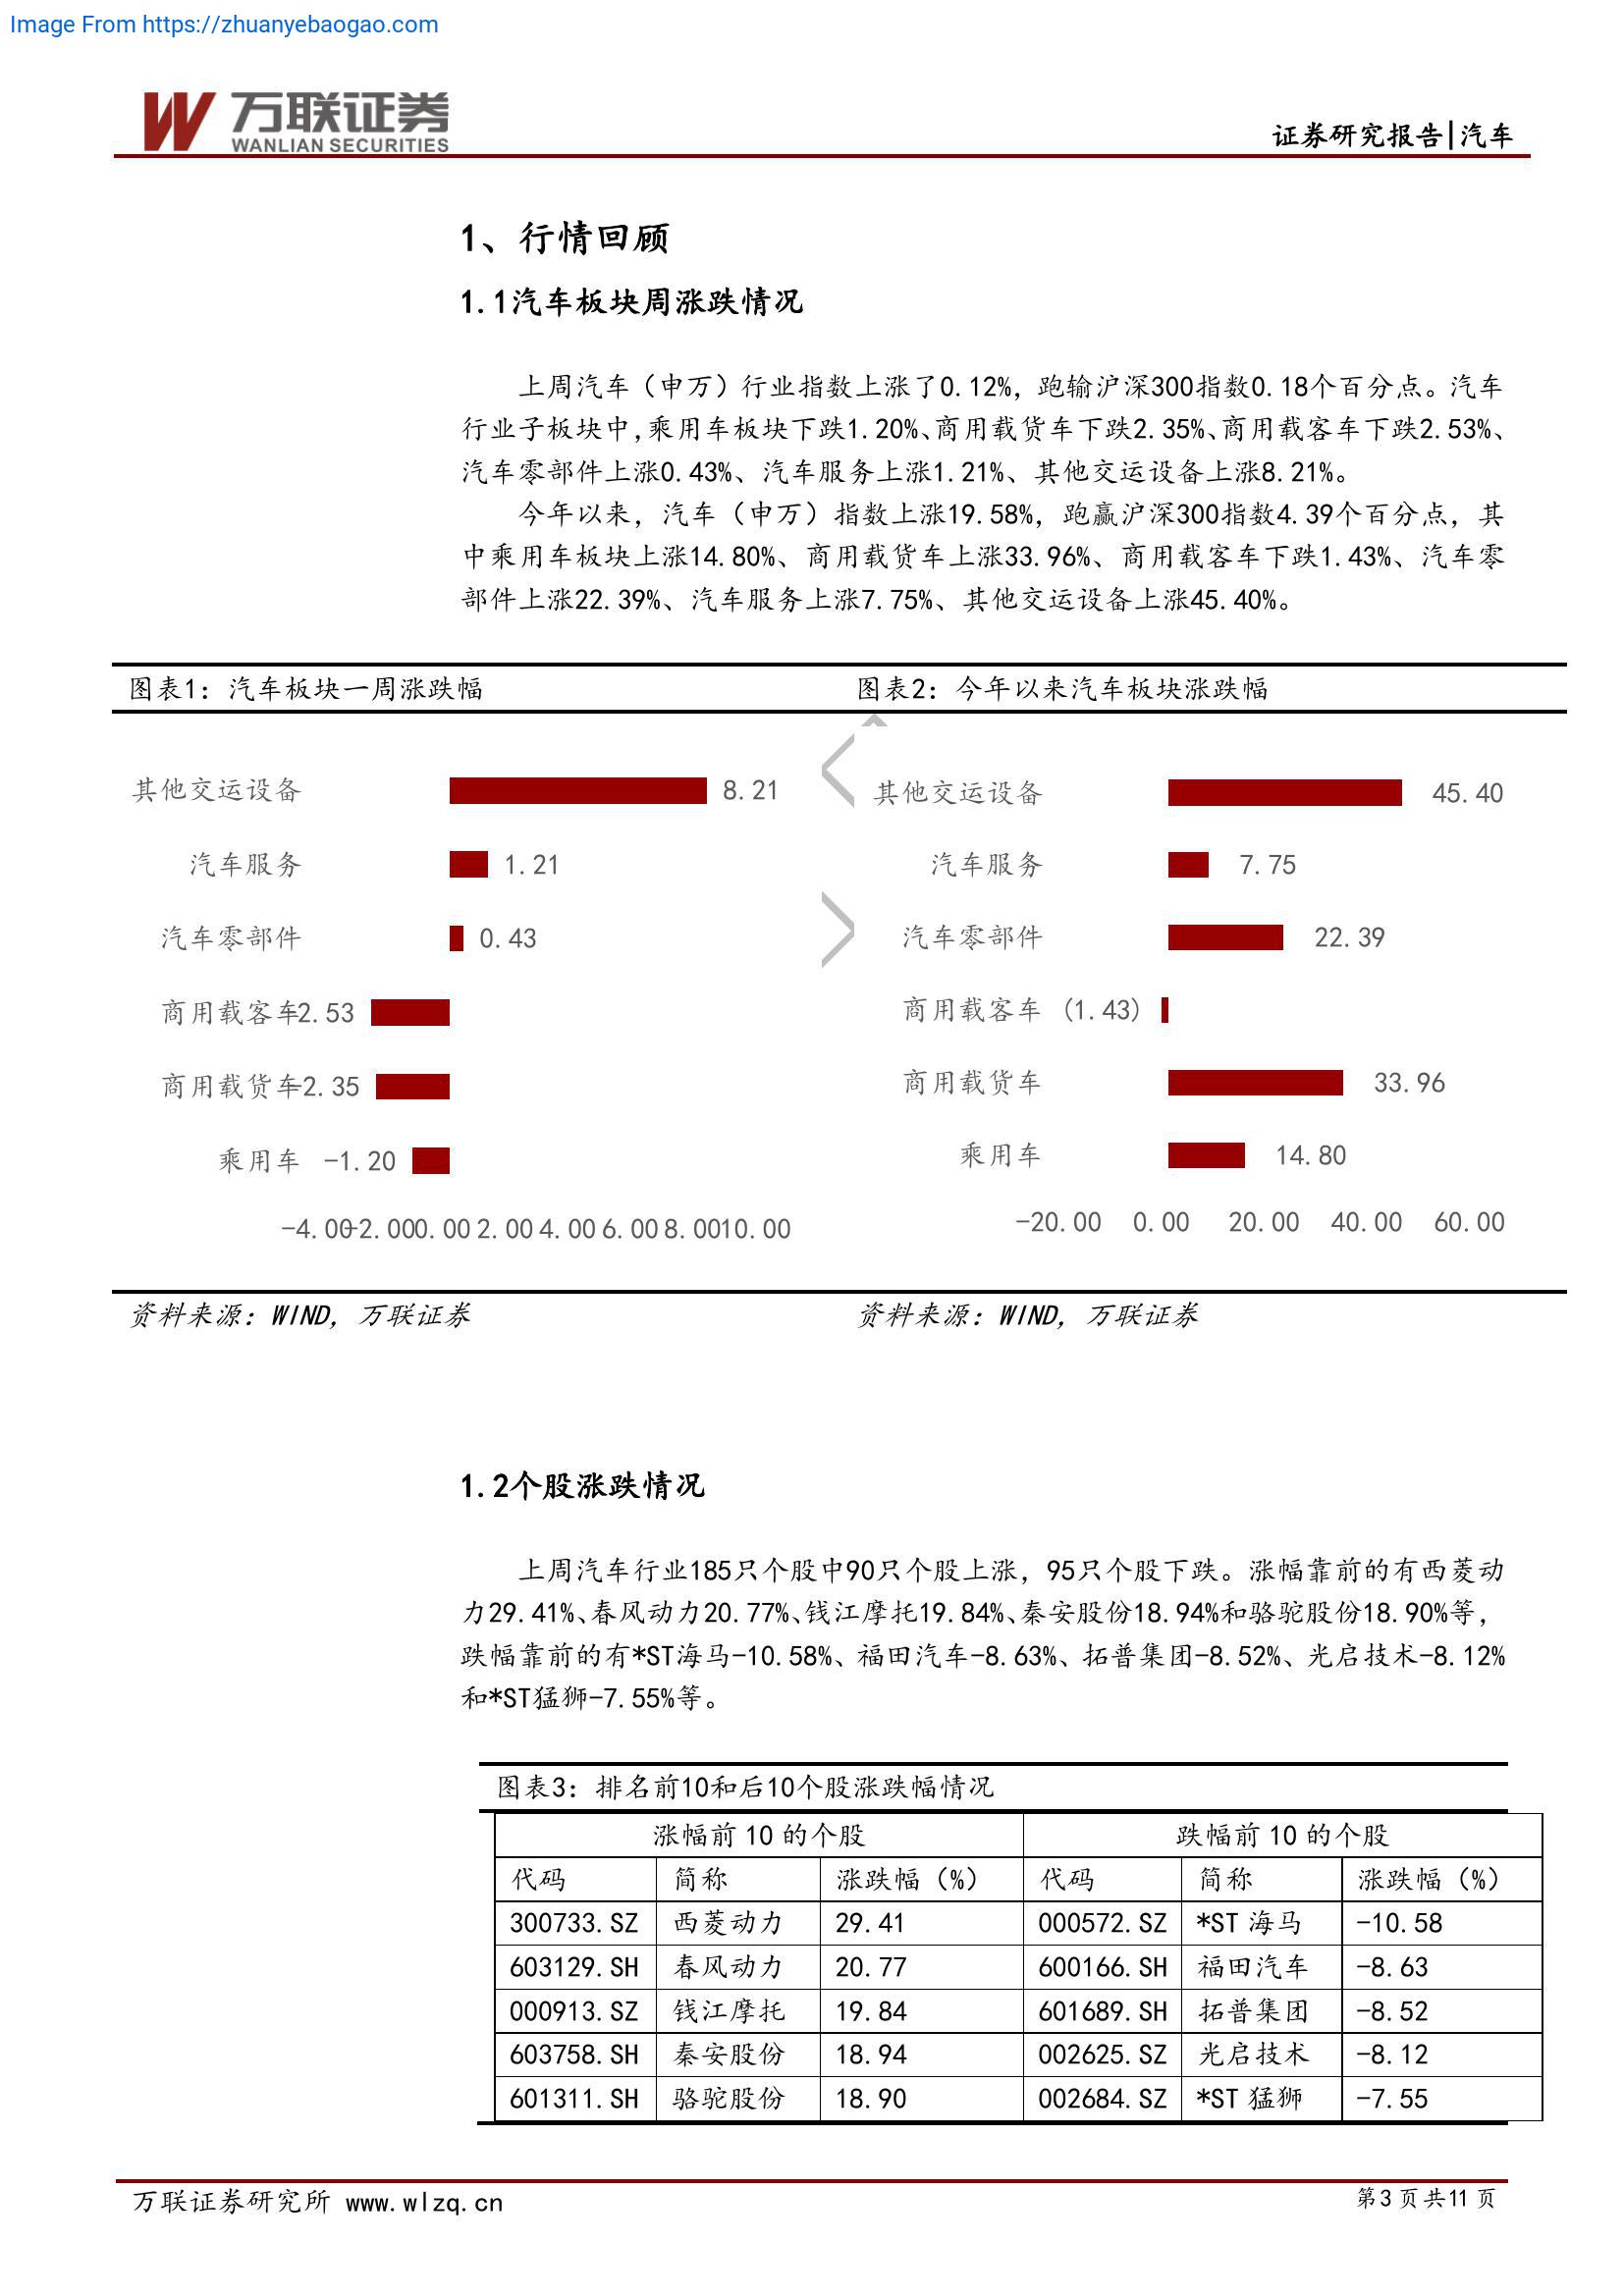 Image From https://zhuanyebaogao.com
万联证券
WANLIAN SECURITIES
证券研究报告|汽车
1、行情回顾
1.1汽车板块周涨跌情况
上周汽车（申万）行业指数上涨了0.12%，跑输沪深300指数0.18个百分点。汽车
行业子板块中,乘用车板块下跌1.20%、商用载货车下跌2.35%、商用载客车下跌2.53%、
汽车零部件上涨0.43%、汽车服务上涨1.21%、其他交运设备上涨8.21%。
今年以来，汽车（申万）指数上涨19.58%，跑赢沪深300指数4.39个百分点，其
中乘用车板块上涨14.80%、商用载货车上涨33.96%、商用载客车下跌1.43%、汽车零
部件上涨22.39%、汽车服务上涨7.75%、其他交运设备上涨45.40%。
图表1：汽车板块一周涨跌幅
其他交运设备 8.21
汽车服务 1.21
汽车零部件 0.43
商用载客车 -2.53
商用载货车 -2.35
乘用车 -1.20
-4.00 -2.00 0.00 2.00 4.00 6.00 8.00 10.00
资料来源：WIND，万联证券
图表2：今年以来汽车板块涨跌幅
其他交运设备 45.40
汽车服务 7.75
汽车零部件 22.39
商用载客车 (1.43)
商用载货车 33.96
乘用车 14.80
-20.00 0.00 20.00 40.00 60.00
资料来源：WIND，万联证券
1.2个股涨跌情况
上周汽车行业185只个股中90只个股上涨，95只个股下跌。涨幅靠前的有西菱动
力29.41%、春风动力20.77%、钱江摩托19.84%、秦安股份18.94%和骆驼股份18.90%等，
跌幅靠前的有*ST海马-10.58%、福田汽车-8.63%、拓普集团-8.52%、光启技术-8.12%
和*ST猛狮-7.55%等。
图表3：排名前10和后10个股涨跌幅情况
涨幅前 10 的个股 跌幅前 10 的个股
代码 简称 涨跌幅（%） 代码 简称 涨跌幅（%）
300733.SZ 西菱动力 29.41 000572.SZ *ST 海马 -10.58
603129.SH 春风动力 20.77 600166.SH 福田汽车 -8.63
000913.SZ 钱江摩托 19.84 601689.SH 拓普集团 -8.52
603758.SH 秦安股份 18.94 002625.SZ 光启技术 -8.12
601311.SH 骆驼股份 18.90 002684.SZ *ST 猛狮 -7.55
万联证券研究所 www.wlzq.cn
第 3 页 共 11 页